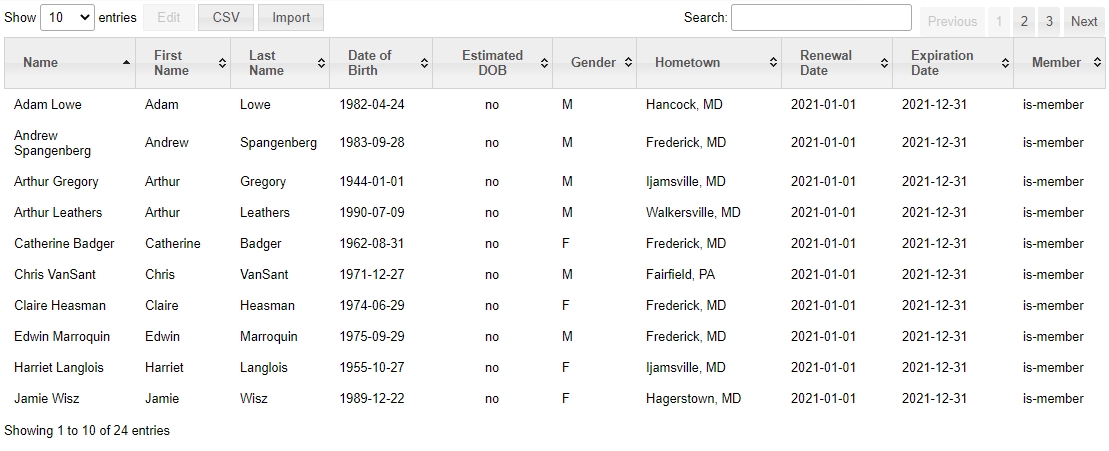 Show 10 entries Edit CSV Import Search: Previous 1 2 3 Next
Name First Name Last Name Date of Birth Estimated DOB Gender Hometown Renewal Date Expiration Date Member
Adam Lowe Adam Lowe 1982-04-24 no M Hancock, MD 2021-01-01 2021-12-31 is-member
Andrew Spangenberg Andrew Spangenberg 1983-09-28 no M Frederick, MD 2021-01-01 2021-12-31 is-member
Arthur Gregory Arthur Gregory 1944-01-01 no M Ijamsville, MD 2021-01-01 2021-12-31 is-member
Arthur Leathers Arthur Leathers 1990-07-09 no M Walkersville, MD 2021-01-01 2021-12-31 is-member
Catherine Badger Catherine Badger 1962-08-31 no F Frederick, MD 2021-01-01 2021-12-31 is-member
Chris VanSant Chris VanSant 1971-12-27 no M Fairfield, PA 2021-01-01 2021-12-31 is-member
Claire Heasman Claire Heasman 1974-06-29 no F Frederick, MD 2021-01-01 2021-12-31 is-member
Edwin Marroquin Edwin Marroquin 1975-09-29 no M Frederick, MD 2021-01-01 2021-12-31 is-member
Harriet Langlois Harriet Langlois 1955-10-27 no F Ijamsville, MD 2021-01-01 2021-12-31 is-member
Jamie Wisz Jamie Wisz 1989-12-22 no F Hagerstown, MD 2021-01-01 2021-12-31 is-member
Showing 1 to 10 of 24 entries